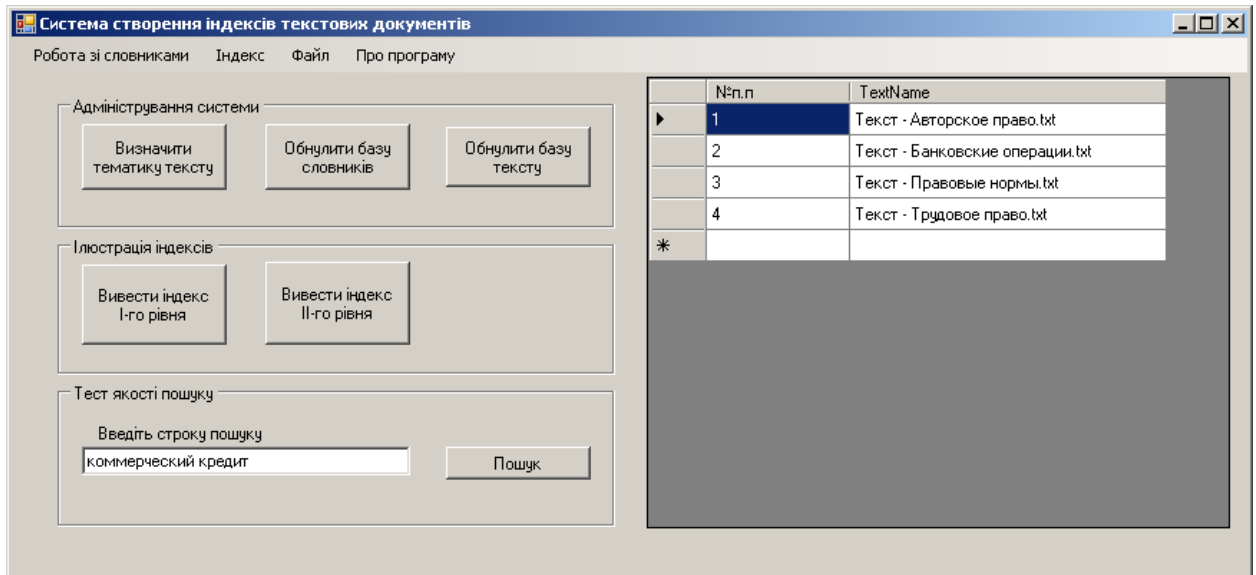 Система створення індексів текстових документів
Робота зі словниками Індекс Файл Про програму
Адміністрування системи
Визначити
тематику тексту
Обнулити базу
словників
Обнулити базу
тексту
Ілюстрація індексів
Вивести індекс
І-го рівня
Вивести індекс
ІІ-го рівня
Тест якості пошуку
Введіть строку пошуку
коммерческий кредит
Пошук
№п.п TextName
1 Текст - Авторское право.txt
2 Текст - Банковские операции.txt
3 Текст - Правовые нормы.txt
4 Текст - Трудовое право.txt